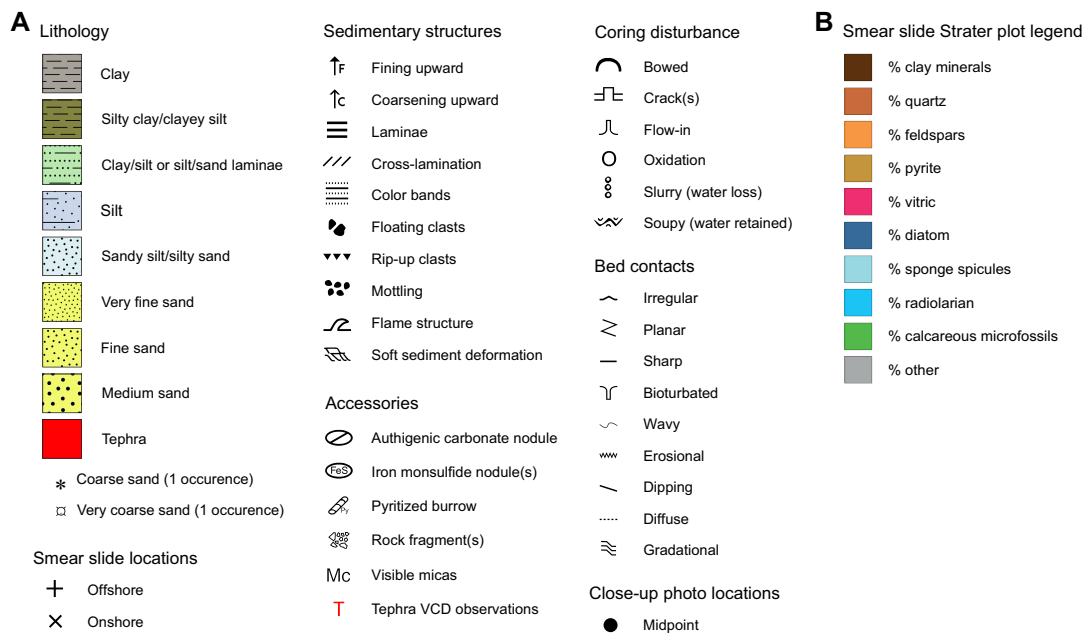 A
Lithology
Clay
Silty clay/clayey silt
Clay/silt or silt/sand laminae
Silt
Sandy silt/silty sand
Very fine sand
Fine sand
Medium sand
Tephra
* Coarse sand (1 occurence)
¤ Very coarse sand (1 occurence)
Smear slide locations
+ Offshore
× Onshore
Sedimentary structures
F Fining upward
C Coarsening upward
Laminae
Cross-lamination
Color bands
Floating clasts
Rip-up clasts
Mottling
Flame structure
Soft sediment deformation
Accessories
Authigenic carbonate nodule
FeS Iron monsulfide nodule(s)
Py Pyritized burrow
Rock fragment(s)
Mc Visible micas
T Tephra VCD observations
Coring disturbance
Bowed
Crack(s)
Flow-in
O Oxidation
Slurry (water loss)
Soupy (water retained)
Bed contacts
Irregular
Planar
Sharp
Bioturbated
Wavy
Erosional
Dipping
Diffuse
Gradational
Close-up photo locations
Midpoint
B
Smear slide Strater plot legend
% clay minerals
% quartz
% feldspars
% pyrite
% vitric
% diatom
% sponge spicules
% radiolarian
% calcareous microfossils
% other